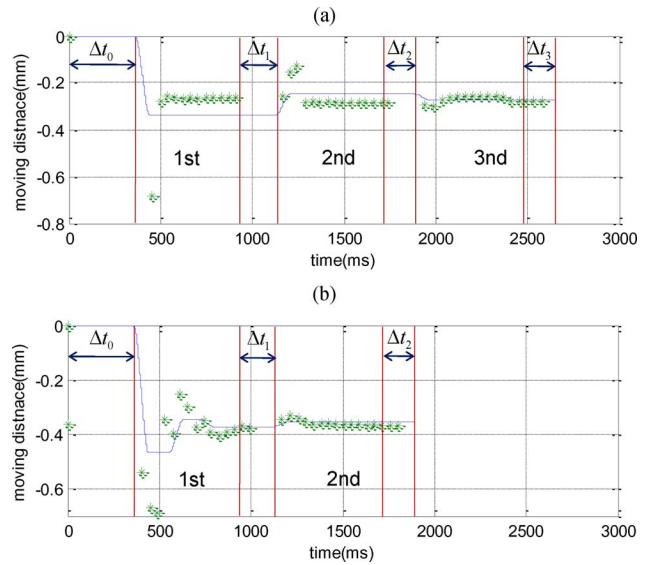 (a)
0
Δt0
Δt1
Δt2
Δt3
-0.2
-0.4
1st
2nd
3nd
-0.6
-0.8
0
500
1000
1500
2000
2500
3000
moving distnace(mm)
time(ms)
(b)
0
Δt0
Δt1
Δt2
-0.2
-0.4
1st
2nd
-0.6
0
500
1000
1500
2000
2500
3000
moving distnace(mm)
time(ms)